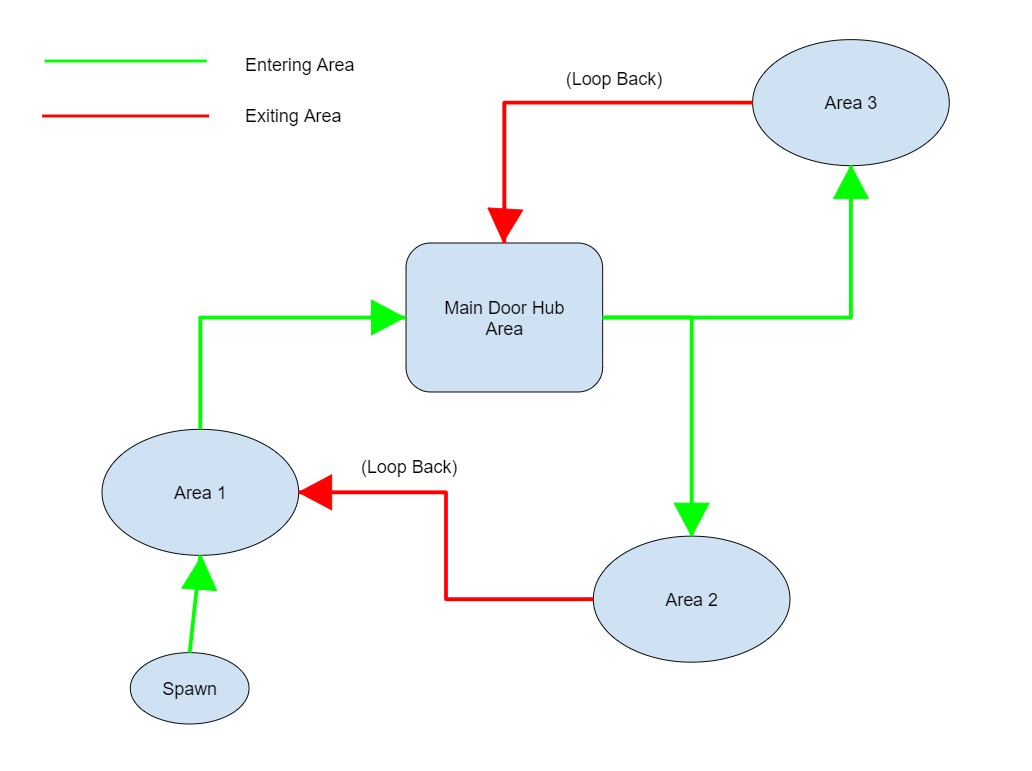 Entering Area
Exiting Area
(Loop Back)
Area 3
Main Door Hub
Area
(Loop Back)
Area 1
Area 2
Spawn